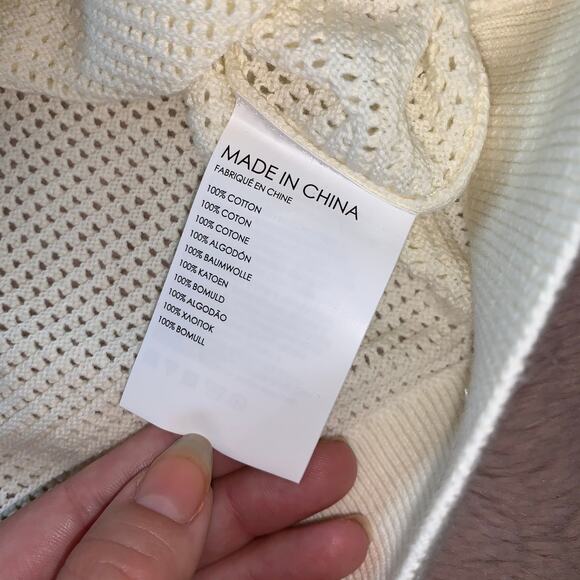 MADE IN CHINA
FABRIQUÉ EN CHINE
100% COTTON
100% COTON
100% COTONE
100% ALGODÓN
100% BAUMWOLLE
100% KATOEN
100% BOMULD
100% ALGODÃO
100% ХЛОПОК
100% BOMULL